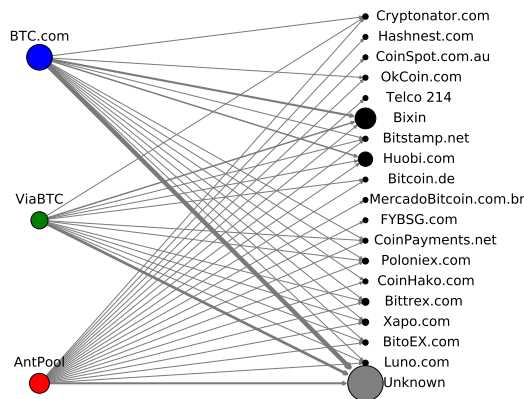 Cryptonator.com
BTC.com
Hashnest.com
CoinSpot.com.au
OkCoin.com
Telco 214
Bixin
Bitstamp.net
Huobi.com
Bitcoin.de
ViaBTC
MercadoBitcoin.com.br
FYBSG.com
CoinPayments.net
Poloniex.com
CoinHako.com
Bittrex.com
Xapo.com
BitoEX.com
AntPool
Luno.com
Unknown